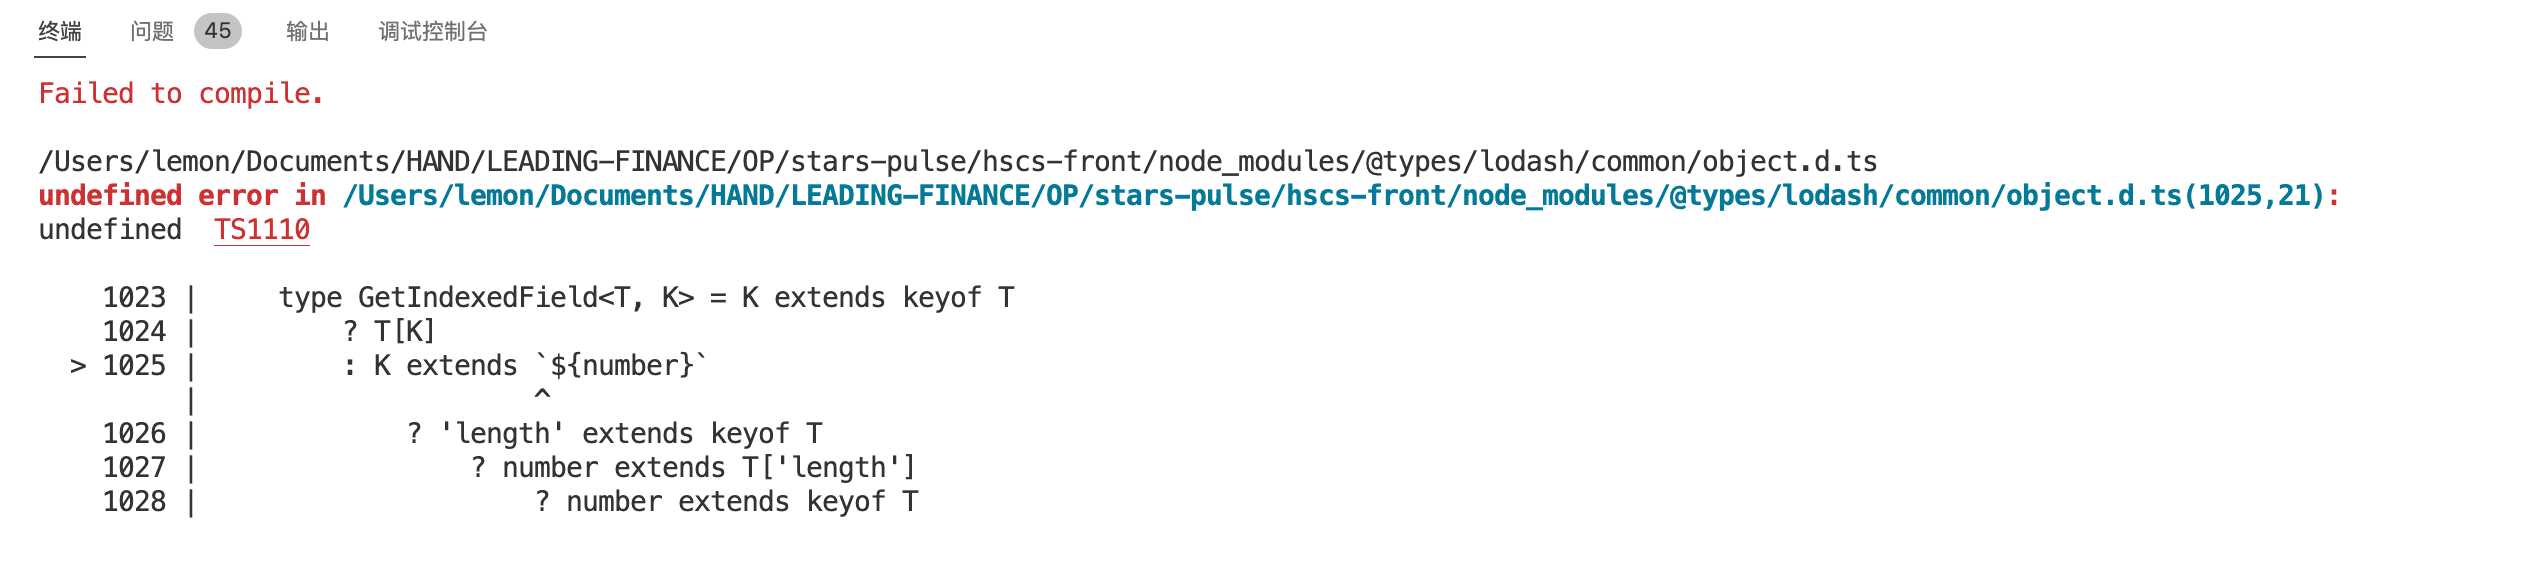 终端 问题 45 输出 调试控制台
Failed to compile.
/Users/lemon/Documents/HAND/LEADING-FINANCE/OP/stars-pulse/hscs-front/node_modules/@types/lodash/common/object.d.ts
undefined error in /Users/lemon/Documents/HAND/LEADING-FINANCE/OP/stars-pulse/hscs-front/node_modules/@types/lodash/common/object.d.ts(1025,21):
undefined  TS1110
    1023 |     type GetIndexedField<T, K> = K extends keyof T
    1024 |         ? T[K]
  > 1025 |         : K extends `${number}`
         |                     ^
    1026 |             ? 'length' extends keyof T
    1027 |                 ? number extends T['length']
    1028 |                     ? number extends keyof T